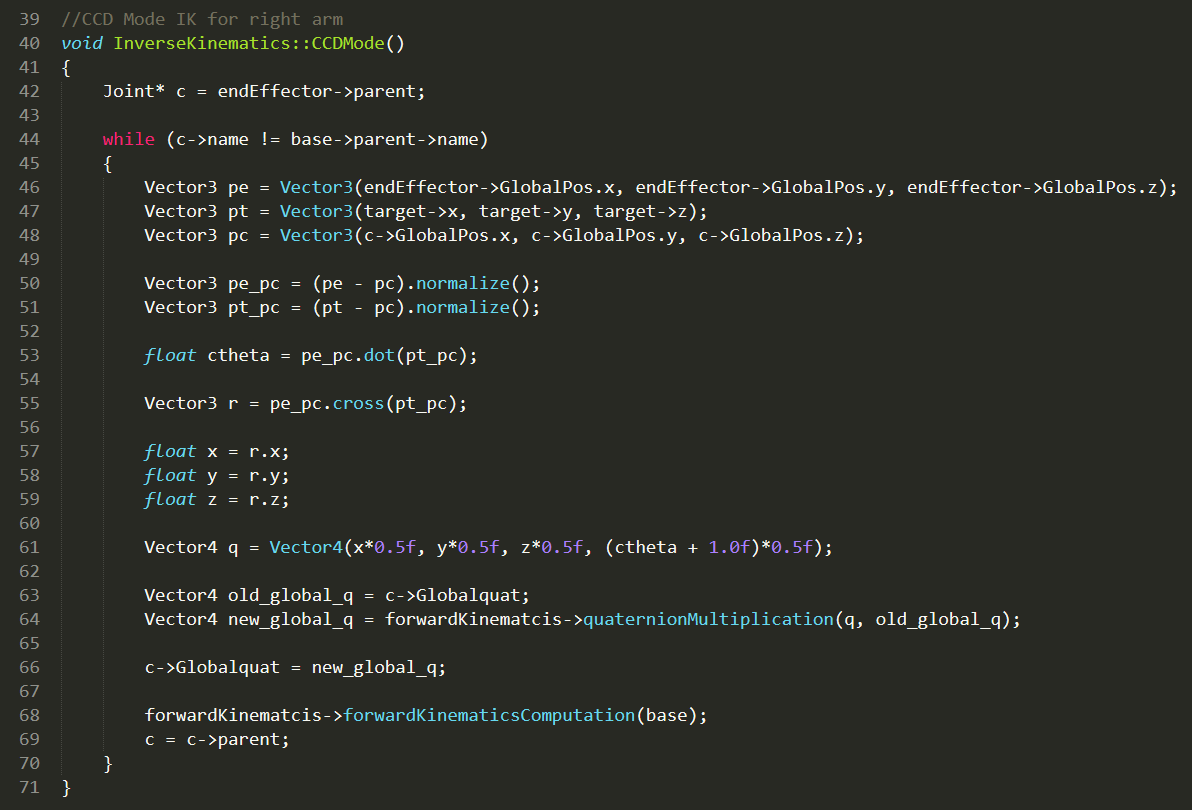 39 //CCD Mode IK for right arm
40 void InverseKinematics::CCDMode()
41 {
42 Joint* c = endEffector->parent;
43
44 while (c->name != base->parent->name)
45 {
46 Vector3 pe = Vector3(endEffector->GlobalPos.x, endEffector->GlobalPos.y, endEffector->GlobalPos.z);
47 Vector3 pt = Vector3(target->x, target->y, target->z);
48 Vector3 pc = Vector3(c->GlobalPos.x, c->GlobalPos.y, c->GlobalPos.z);
49
50 Vector3 pe_pc = (pe - pc).normalize();
51 Vector3 pt_pc = (pt - pc).normalize();
52
53 float ctheta = pe_pc.dot(pt_pc);
54
55 Vector3 r = pe_pc.cross(pt_pc);
56
57 float x = r.x;
58 float y = r.y;
59 float z = r.z;
60
61 Vector4 q = Vector4(x*0.5f, y*0.5f, z*0.5f, (ctheta + 1.0f)*0.5f);
62
63 Vector4 old_global_q = c->Globalquat;
64 Vector4 new_global_q = forwardKinematcis->quaternionMultiplication(q, old_global_q);
65
66 c->Globalquat = new_global_q;
67
68 forwardKinematcis->forwardKinematicsComputation(base);
69 c = c->parent;
70 }
71 }